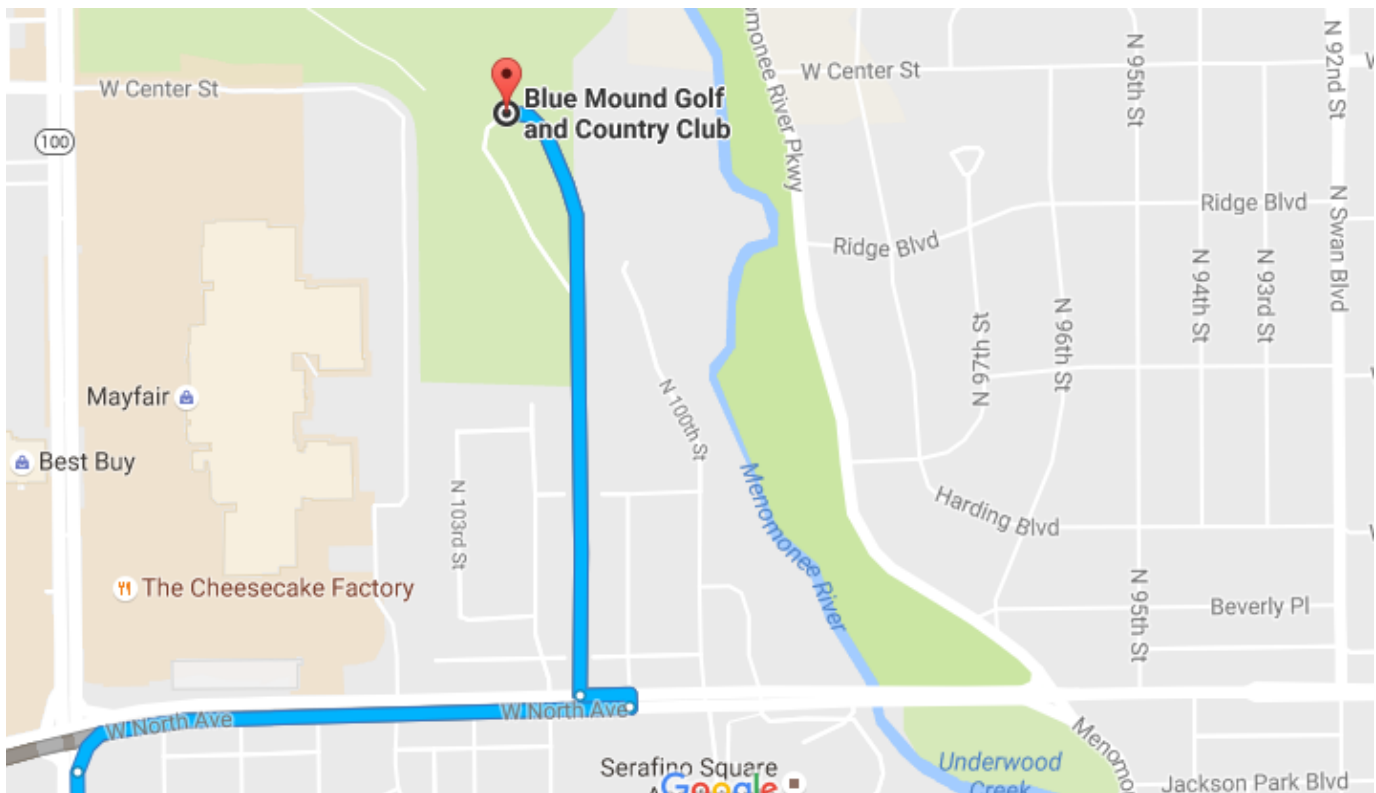 W Center St
100
Blue Mound Golf
and Country Club
W Center St
N 95th St
N 92nd St
Ridge Blvd
Ridge Blvd
N Swan Blvd
N 94th St
N 93rd St
N 97th St
N 96th St
Mayfair
Best Buy
N 100th St
N 103rd St
Menomonee River
Harding Blvd
The Cheesecake Factory
N 95th St
Beverly Pl
W North Ave
W North Ave
Serafino Square
Google
Underwood
Creek
Jackson Park Blvd
omonee River Pkwy
Menomo